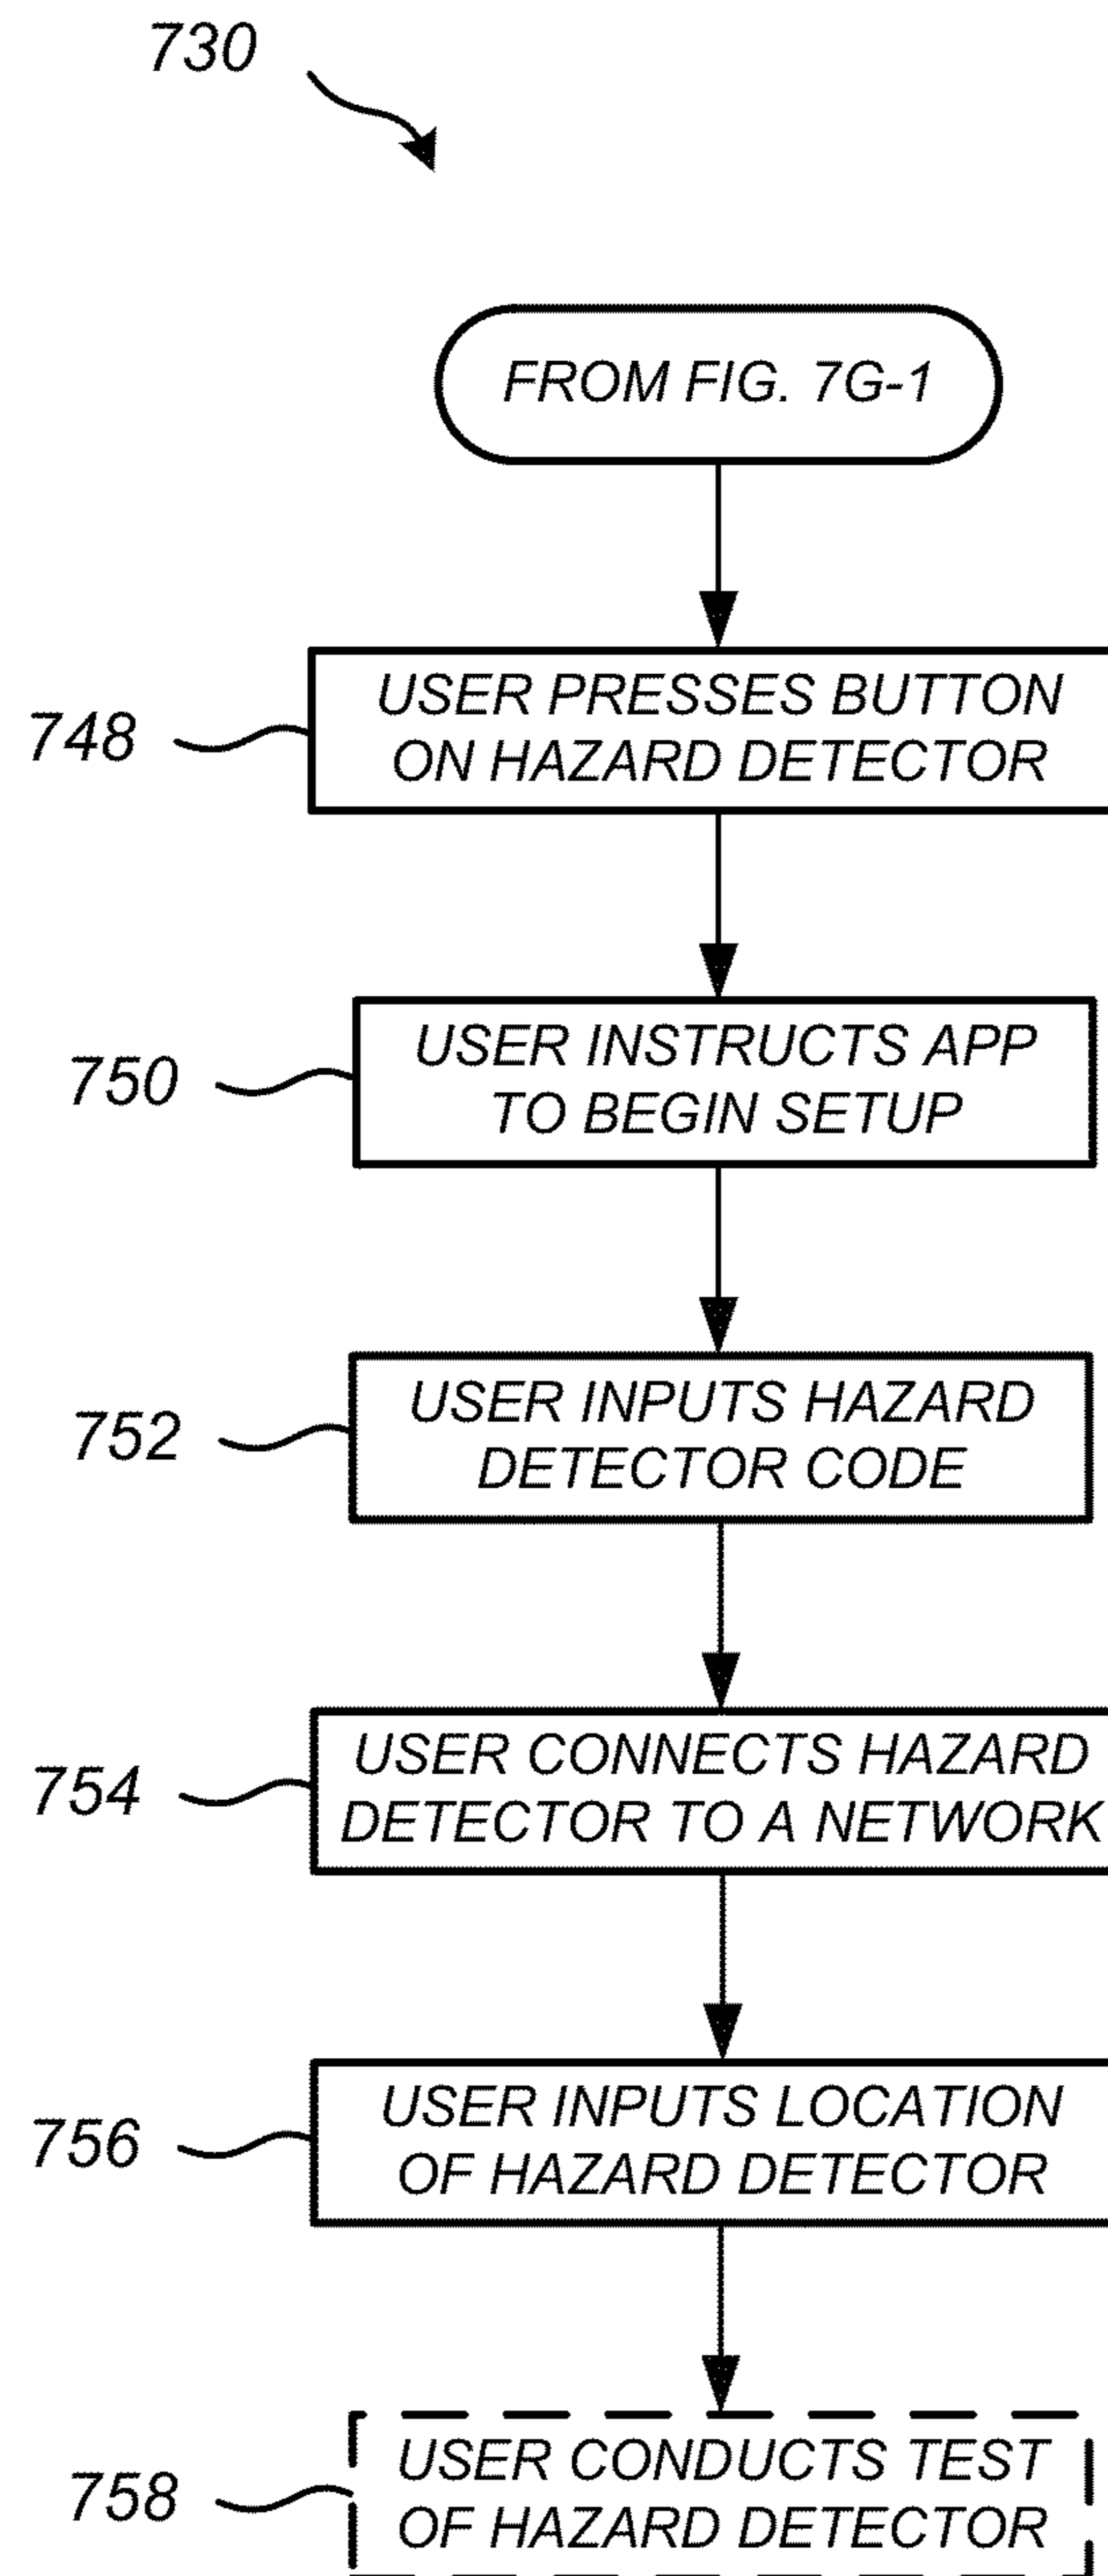 730
FROM FIG. 7G-1
748
USER PRESSES BUTTON
ON HAZARD DETECTOR
750
USER INSTRUCTS APP
TO BEGIN SETUP
752
USER INPUTS HAZARD
DETECTOR CODE
754
USER CONNECTS HAZARD
DETECTOR TO A NETWORK
756
USER INPUTS LOCATION
OF HAZARD DETECTOR
758
USER CONDUCTS TEST
OF HAZARD DETECTOR